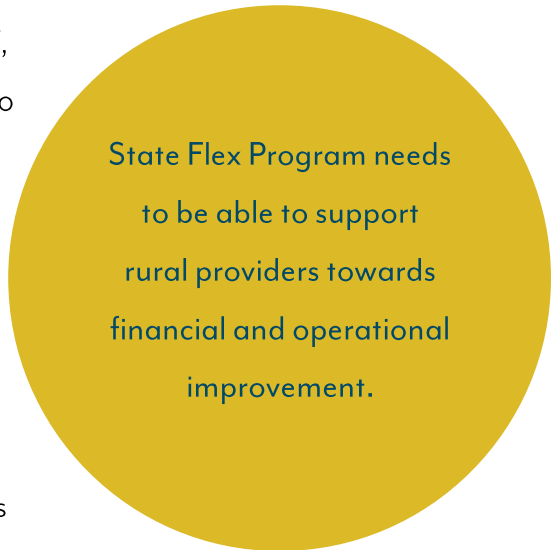 ,
o
State Flex Program needs
to be able to support
rural providers towards
financial and operational
improvement.
s